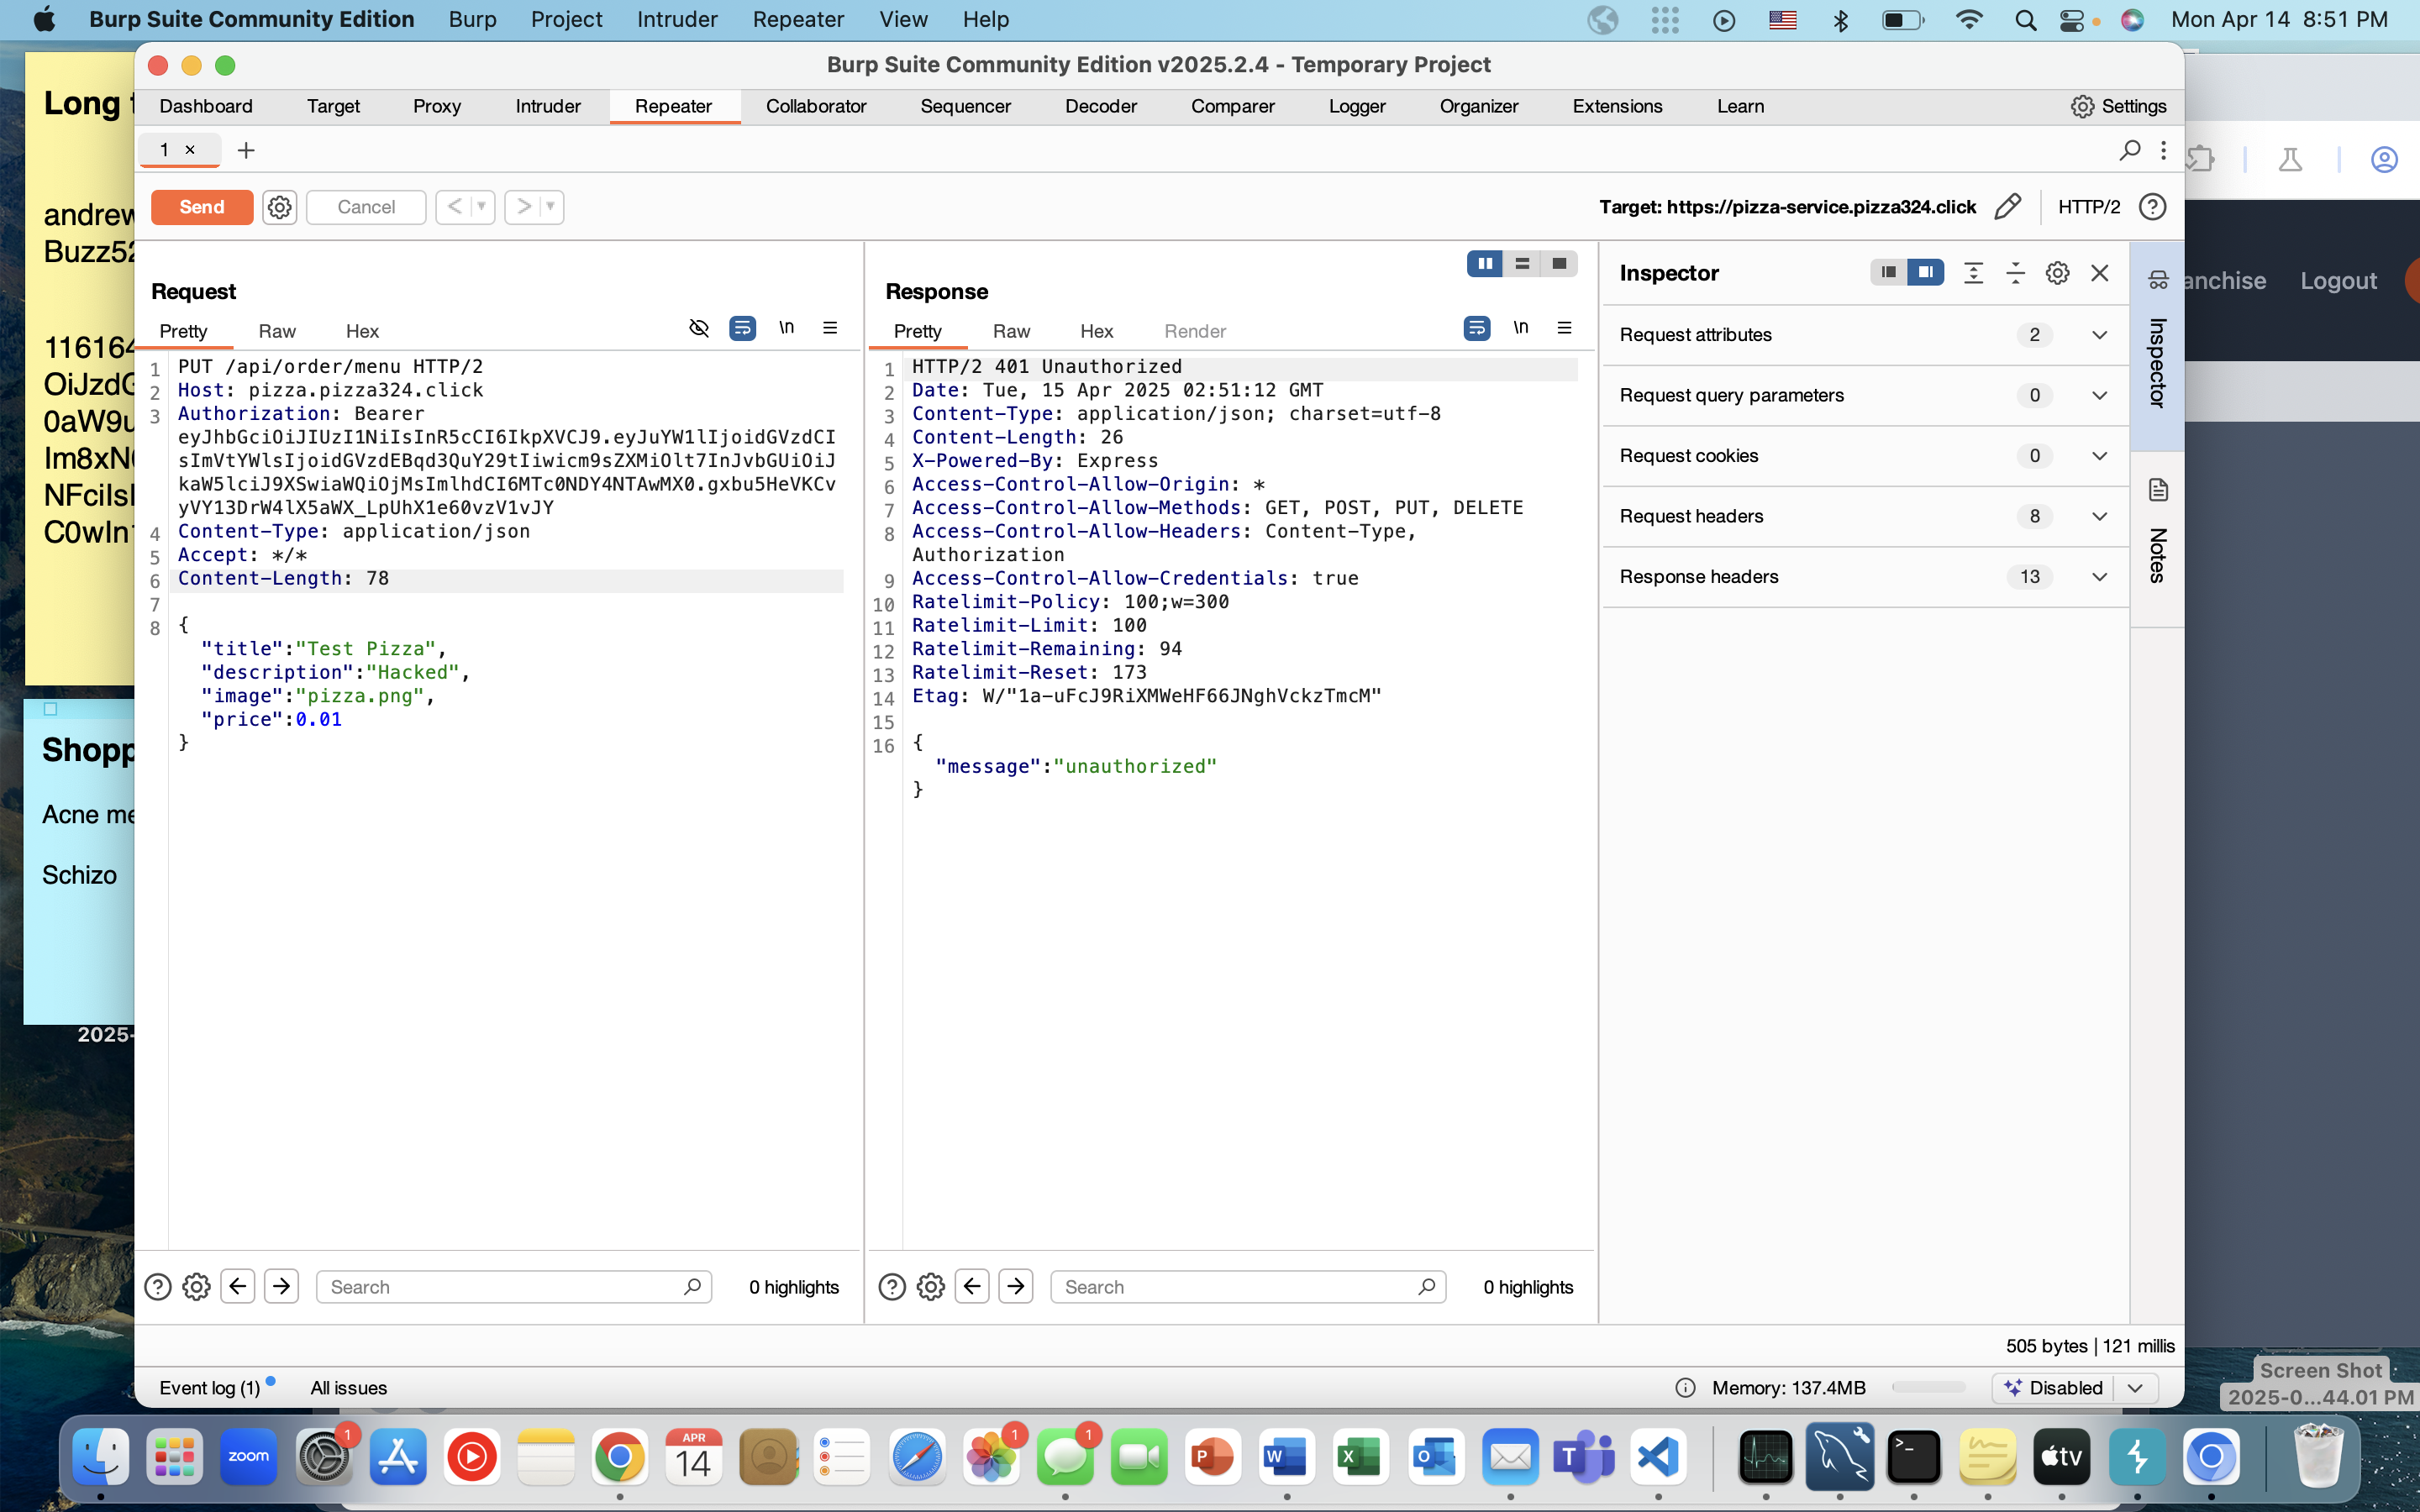 Burp Suite Community Edition Burp Project Intruder Repeater View Help Mon Apr 14 8:51 PM
Burp Suite Community Edition v2025.2.4 - Temporary Project
Dashboard Target Proxy Intruder Repeater Collaborator Sequencer Decoder Comparer Logger Organizer Extensions Learn Settings
1 × +
Send Cancel < > Target: https://pizza-service.pizza324.click HTTP/2
Long
andrew
Buzz52
116164
OiJzdG
0aW9u
Im8xN
NFciIsI
C0wIn
Shopp
Acne me
Schizo
2025-
Request
Pretty Raw Hex \n
1 PUT /api/order/menu HTTP/2
2 Host: pizza.pizza324.click
3 Authorization: Bearer
eyJhbGciOiJIUzI1NiIsInR5cCI6IkpXVCJ9.eyJuYW1lIjoidGVzdCI
sImVtYWlsIjoidGVzdEBqd3QuY29tIiwicm9sZXMiOlt7InJvbGUiOiJ
kaW5lciJ9XSwiaWQiOjMsImlhdCI6MTc0NDY4NTAwMX0.gxbu5HeVKCv
yVY13DrW4lX5aWX_LpUhX1e60vzV1vJY
4 Content-Type: application/json
5 Accept: */*
6 Content-Length: 78
7
8 {
"title":"Test Pizza",
"description":"Hacked",
"image":"pizza.png",
"price":0.01
}
Search 0 highlights
Response
Pretty Raw Hex Render \n
1 HTTP/2 401 Unauthorized
2 Date: Tue, 15 Apr 2025 02:51:12 GMT
3 Content-Type: application/json; charset=utf-8
4 Content-Length: 26
5 X-Powered-By: Express
6 Access-Control-Allow-Origin: *
7 Access-Control-Allow-Methods: GET, POST, PUT, DELETE
8 Access-Control-Allow-Headers: Content-Type,
Authorization
9 Access-Control-Allow-Credentials: true
10 Ratelimit-Policy: 100;w=300
11 Ratelimit-Limit: 100
12 Ratelimit-Remaining: 94
13 Ratelimit-Reset: 173
14 Etag: W/"1a-uFcJ9RiXMWeHF66JNghVckzTmcM"
15
16 {
"message":"unauthorized"
}
Search 0 highlights
Inspector
Request attributes 2
Request query parameters 0
Request cookies 0
Request headers 8
Response headers 13
Inspector
Notes
anchise Logout
505 bytes | 121 millis
Event log (1) All issues Memory: 137.4MB Disabled
Screen Shot
2025-0...44.01 PM
zoom 1 APR 14 1 1 P W X O T >_ tv